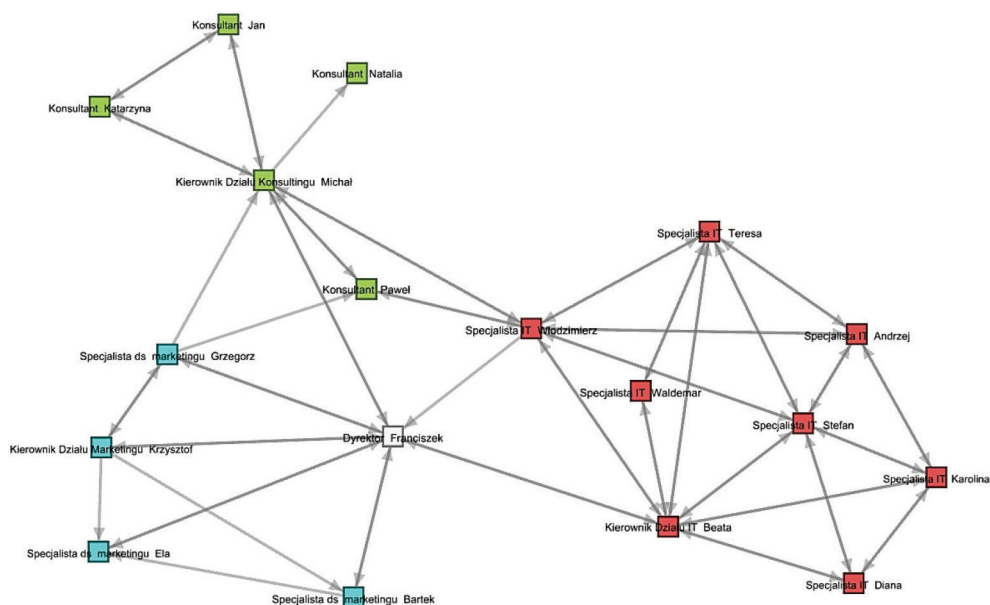 Konsultant Jan
Konsultant Natalia
Konsultant Katarzyna
Kierownik Działu Konsultingu Michał
Specjalista IT Teresa
Konsultant Paweł
Specjalista IT Włodzimierz
Specjalista IT Andrzej
Specjalista ds marketingu Grzegorz
Specjalista IT Waldemar
Specjalista IT Stefan
Dyrektor Franciszek
Kierownik Działu Marketingu Krzysztof
Specjalista IT Karolina
Kierownik Działu IT Beata
Specjalista ds marketingu Ela
Specjalista IT Diana
Specjalista ds marketingu Bartek